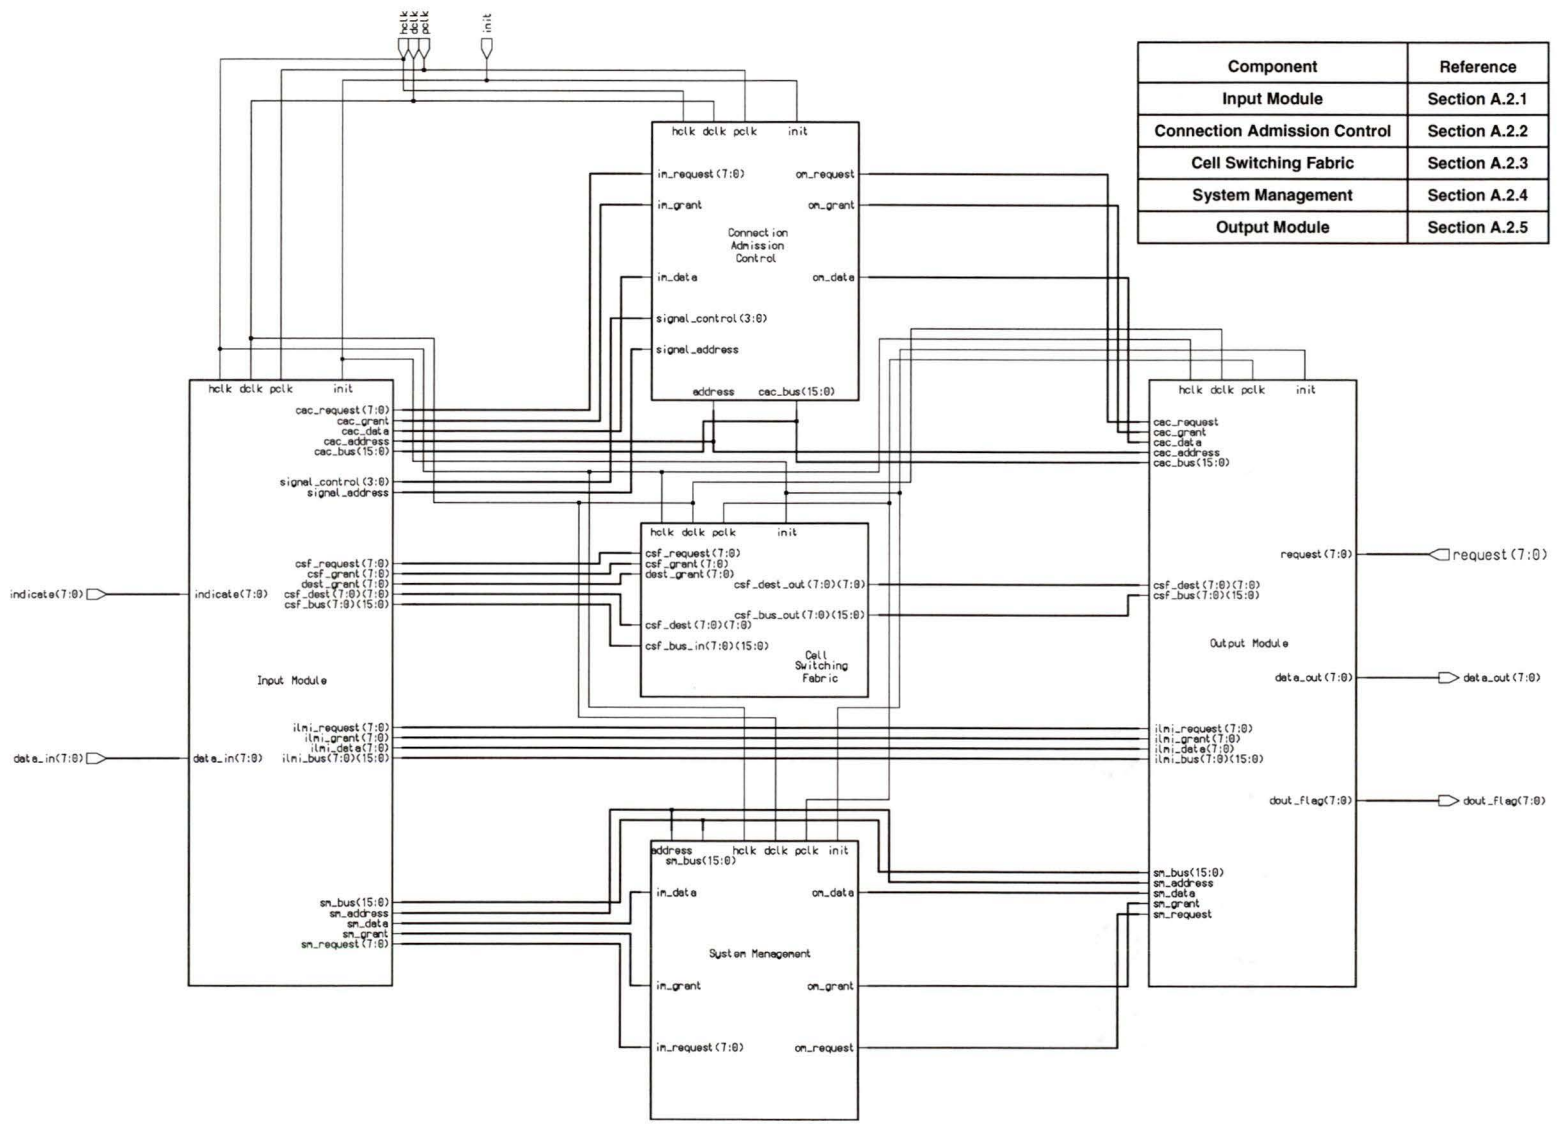 hclk
dclk
pclk
init
Component Reference
Input Module Section A.2.1
Connection Admission Control Section A.2.2
Cell Switching Fabric Section A.2.3
System Management Section A.2.4
Output Module Section A.2.5
hclk dclk pclk init
im_request(7:0) om_request
im_grant om_grant
Connection
Admission
Control
im_data om_data
signal_control(3:0)
signal_address
address cac_bus(15:0)
hclk dclk pclk init
cac_request(7:0)
cac_grant
cac_data
cac_address
cac_bus(15:0)
signal_control(3:0)
signal_address
csf_request(7:0)
csf_grant(7:0)
dest_grant(7:0)
csf_dest(7:0)(7:0)
csf_bus(7:0)(15:0)
indicate(7:0) indicate(7:0)
Input Module
ilmi_request(7:0)
ilmi_grant(7:0)
ilmi_data(7:0)
ilmi_bus(7:0)(15:0)
data_in(7:0) data_in(7:0)
sm_bus(15:0)
sm_address
sm_data
sm_grant
sm_request(7:0)
hclk dclk pclk init
csf_request(7:0)
csf_grant(7:0)
dest_grant(7:0)
csf_dest_out(7:0)(7:0)
csf_bus_out(7:0)(15:0)
csf_dest(7:0)(7:0)
csf_bus_in(7:0)(15:0)
Cell
Switching
Fabric
address hclk dclk pclk init
sm_bus(15:0)
im_data om_data
System Management
im_grant om_grant
im_request(7:0) om_request
hclk dclk pclk init
cac_request
cac_grant
cac_data
cac_address
cac_bus(15:0)
request(7:0) request(7:0)
csf_dest(7:0)(7:0)
csf_bus(7:0)(15:0)
Output Module
data_out(7:0) data_out(7:0)
ilmi_request(7:0)
ilmi_grant(7:0)
ilmi_data(7:0)
ilmi_bus(7:0)(15:0)
dout_flag(7:0) dout_flag(7:0)
sm_bus(15:0)
sm_address
sm_data
sm_grant
sm_request